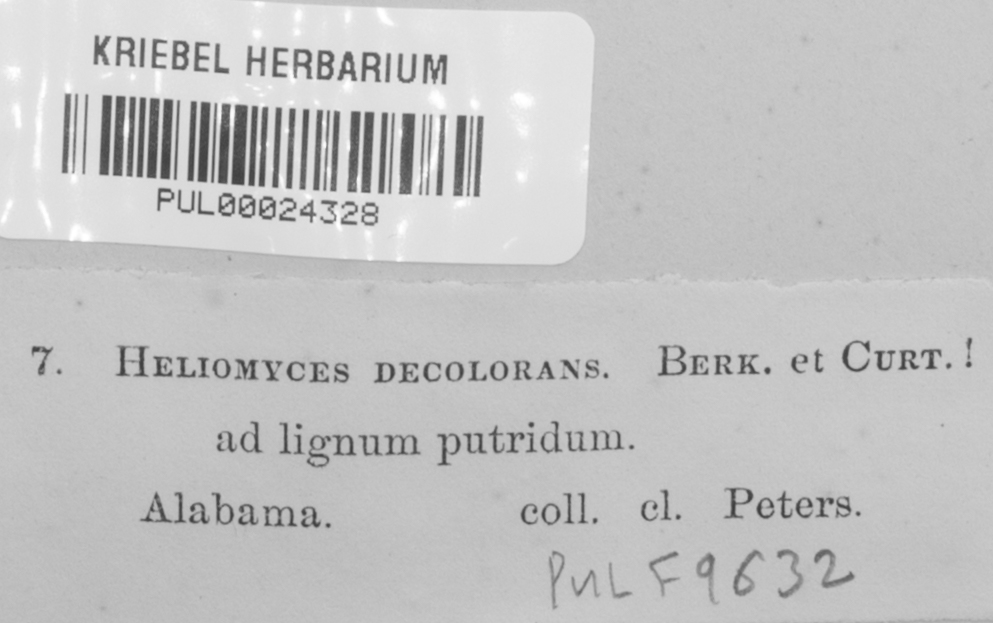 KRIEBEL HERBARIUM
PUL00024328
7. HELIOMYCES DECOLORANS. BERK. et CURT.!
ad lignum putridum.
Alabama. coll. cl. Peters.
PUL F9632